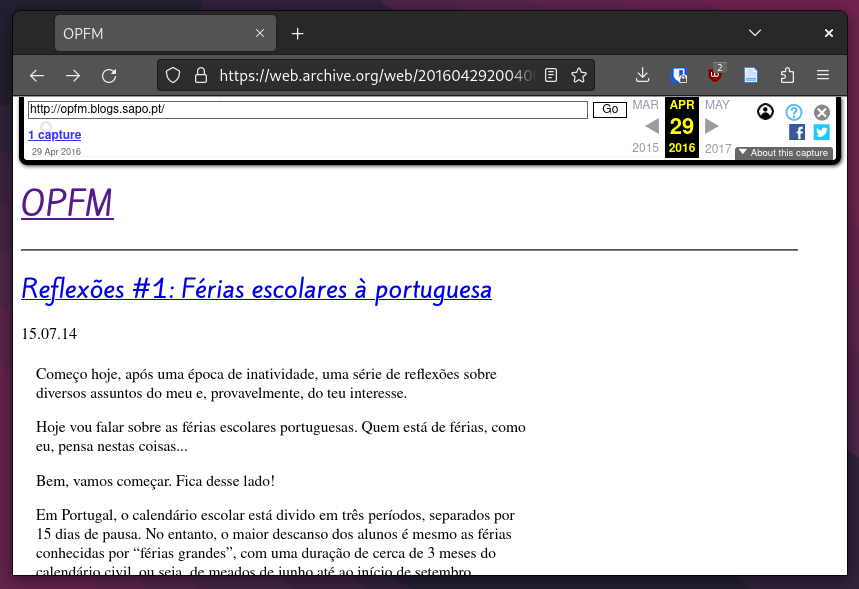 OPFM
https://web.archive.org/web/2016042920040
2
http://opfm.blogs.sapo.pt/
Go
MAR APR MAY
1 capture
29
29 Apr 2016
2015 2016 2017
About this capture
OPFM
Reflexões #1: Férias escolares à portuguesa
15.07.14
Começo hoje, após uma época de inatividade, uma série de reflexões sobre
diversos assuntos do meu e, provavelmente, do teu interesse.
Hoje vou falar sobre as férias escolares portuguesas. Quem está de férias, como
eu, pensa nestas coisas...
Bem, vamos começar. Fica desse lado!
Em Portugal, o calendário escolar está divido em três períodos, separados por
15 dias de pausa. No entanto, o maior descanso dos alunos é mesmo as férias
conhecidas por “férias grandes”, com uma duração de cerca de 3 meses do
calendário civil, ou seja, de meados de junho até ao início de setembro.